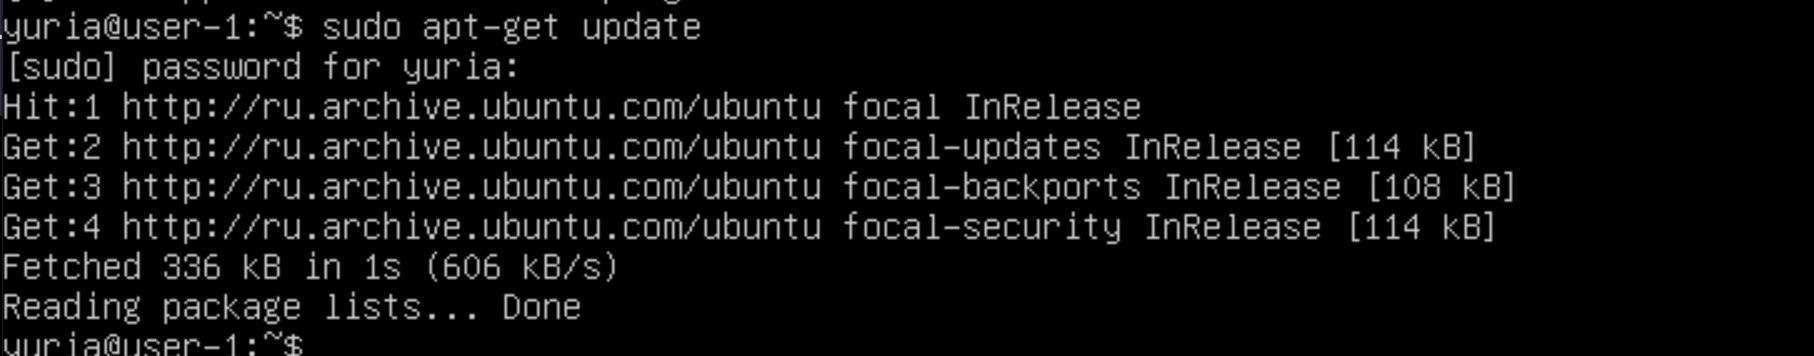 yuria@user-1:~$ sudo apt-get update
[sudo] password for yuria:
Hit:1 http://ru.archive.ubuntu.com/ubuntu focal InRelease
Get:2 http://ru.archive.ubuntu.com/ubuntu focal-updates InRelease [114 kB]
Get:3 http://ru.archive.ubuntu.com/ubuntu focal-backports InRelease [108 kB]
Get:4 http://ru.archive.ubuntu.com/ubuntu focal-security InRelease [114 kB]
Fetched 336 kB in 1s (606 kB/s)
Reading package lists... Done
yuria@user-1:~$